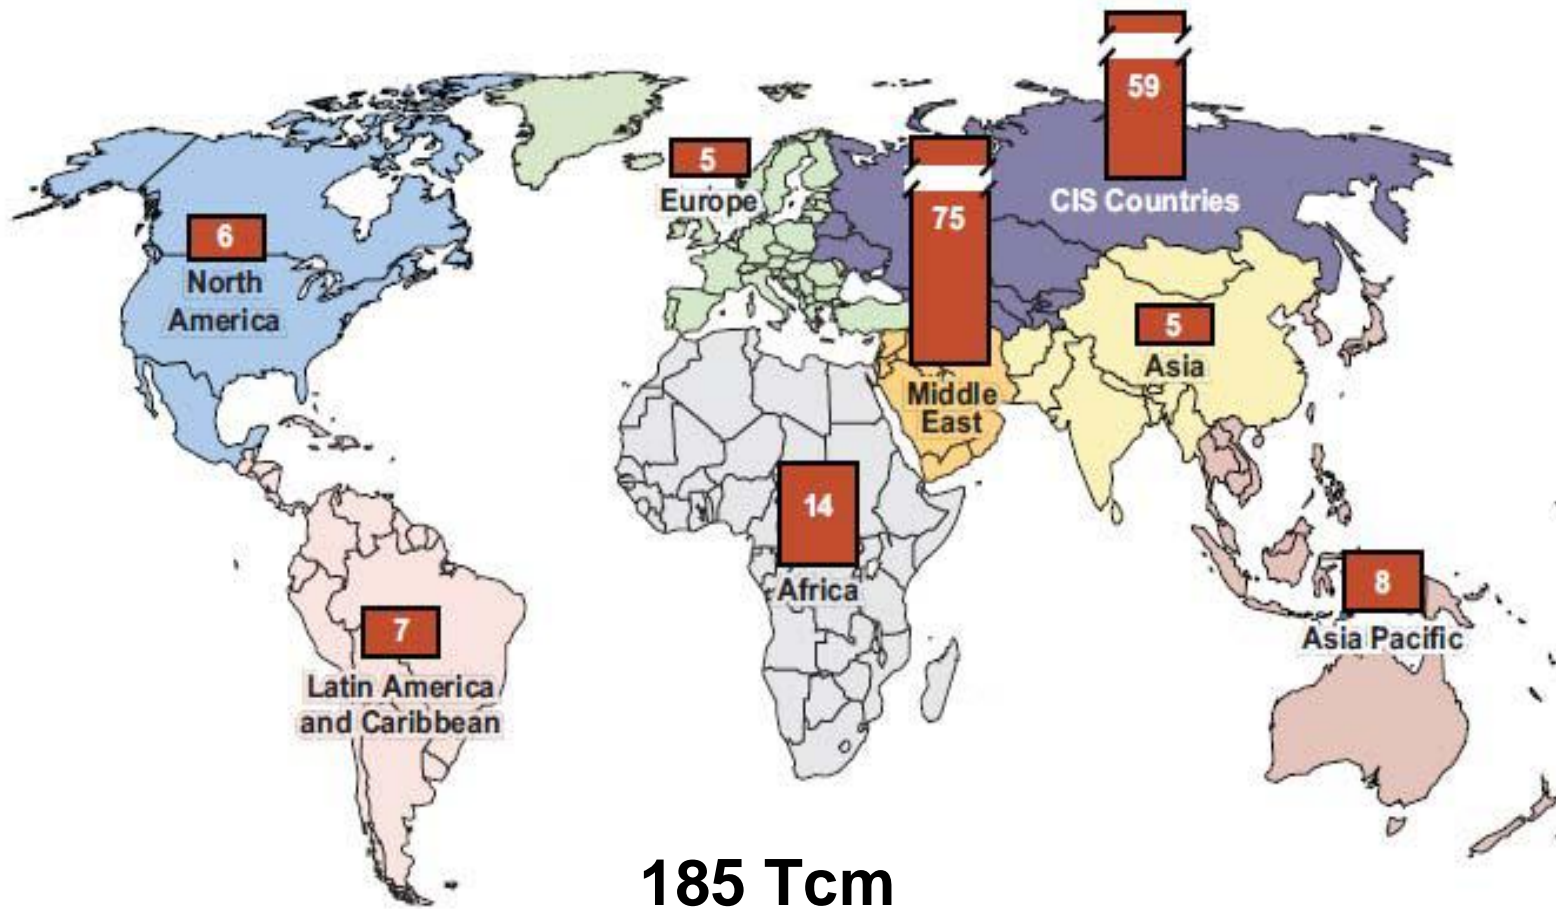 59
5
Europe
CIS Countries
75
6
North
America
5
Asia
Middle
East
14
Africa
8
Asia Pacific
7
Latin America
and Caribbean
185 Tcm